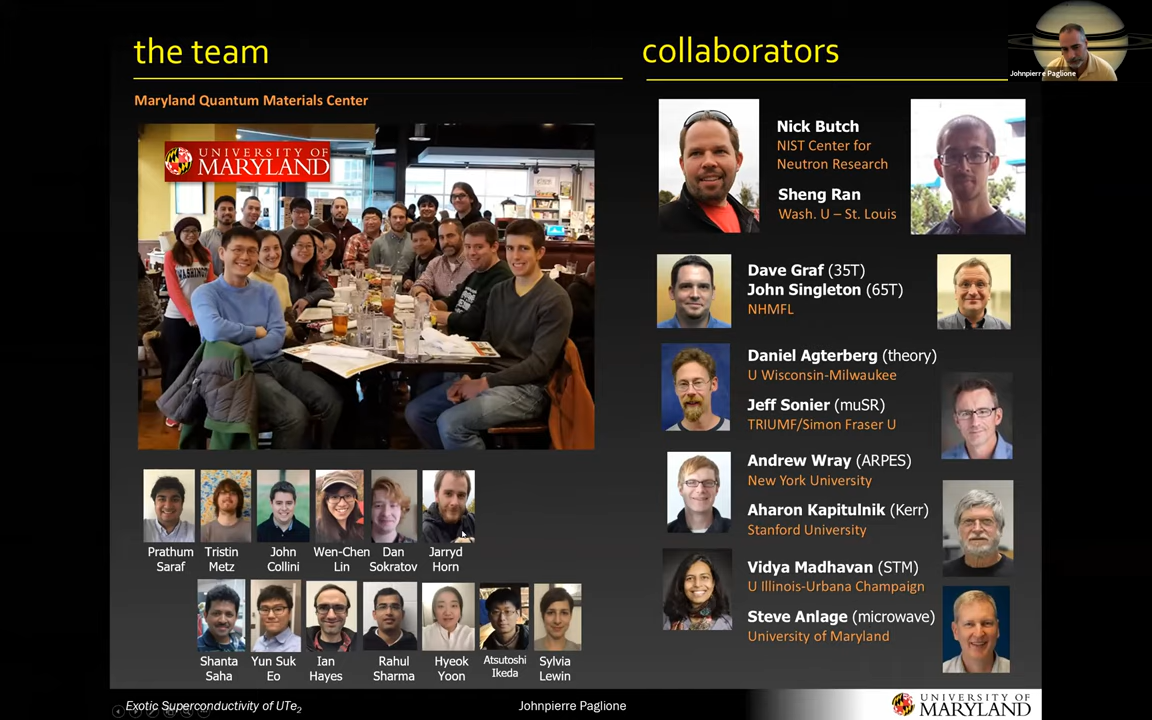 the team
collaborators
Johnpierre Paglione
Maryland Quantum Materials Center
UNIVERSITY OF
MARYLAND
WASHINGTON
Prathum
Saraf
Tristin
Metz
John
Collini
Wen-Chen
Lin
Dan
Sokratov
Jarryd
Horn
Shanta
Saha
Yun Suk
Eo
Ian
Hayes
Rahul
Sharma
Hyeok
Yoon
Atsutoshi
Ikeda
Sylvia
Lewin
Nick Butch
NIST Center for
Neutron Research
Sheng Ran
Wash. U – St. Louis
Dave Graf (35T)
John Singleton (65T)
NHMFL
Daniel Agterberg (theory)
U Wisconsin-Milwaukee
Jeff Sonier (muSR)
TRIUMF/Simon Fraser U
Andrew Wray (ARPES)
New York University
Aharon Kapitulnik (Kerr)
Stanford University
Vidya Madhavan (STM)
U Illinois-Urbana Champaign
Steve Anlage (microwave)
University of Maryland
Exotic Superconductivity of UTe₂
Johnpierre Paglione
UNIVERSITY OF
MARYLAND